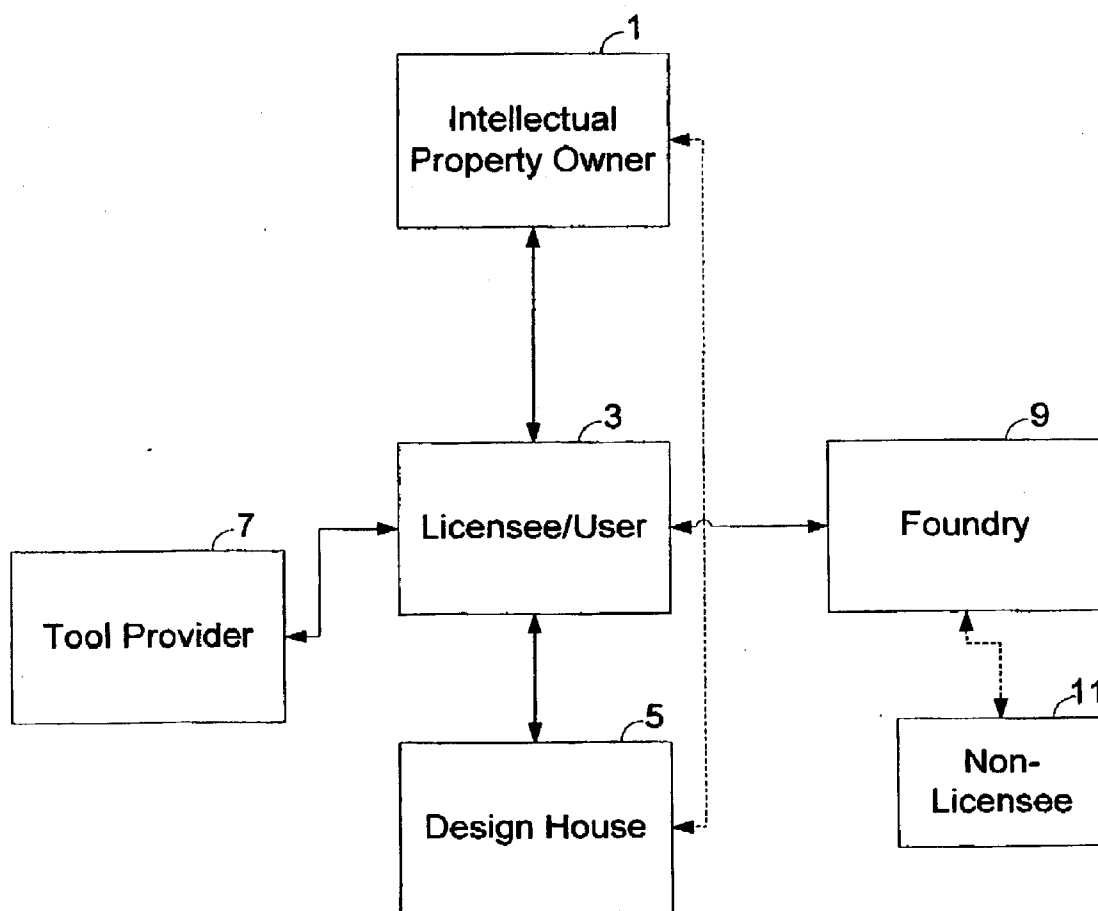 1
Intellectual
Property Owner
3
Licensee/User
9
Foundry
7
Tool Provider
5
Design House
11
Non-
Licensee